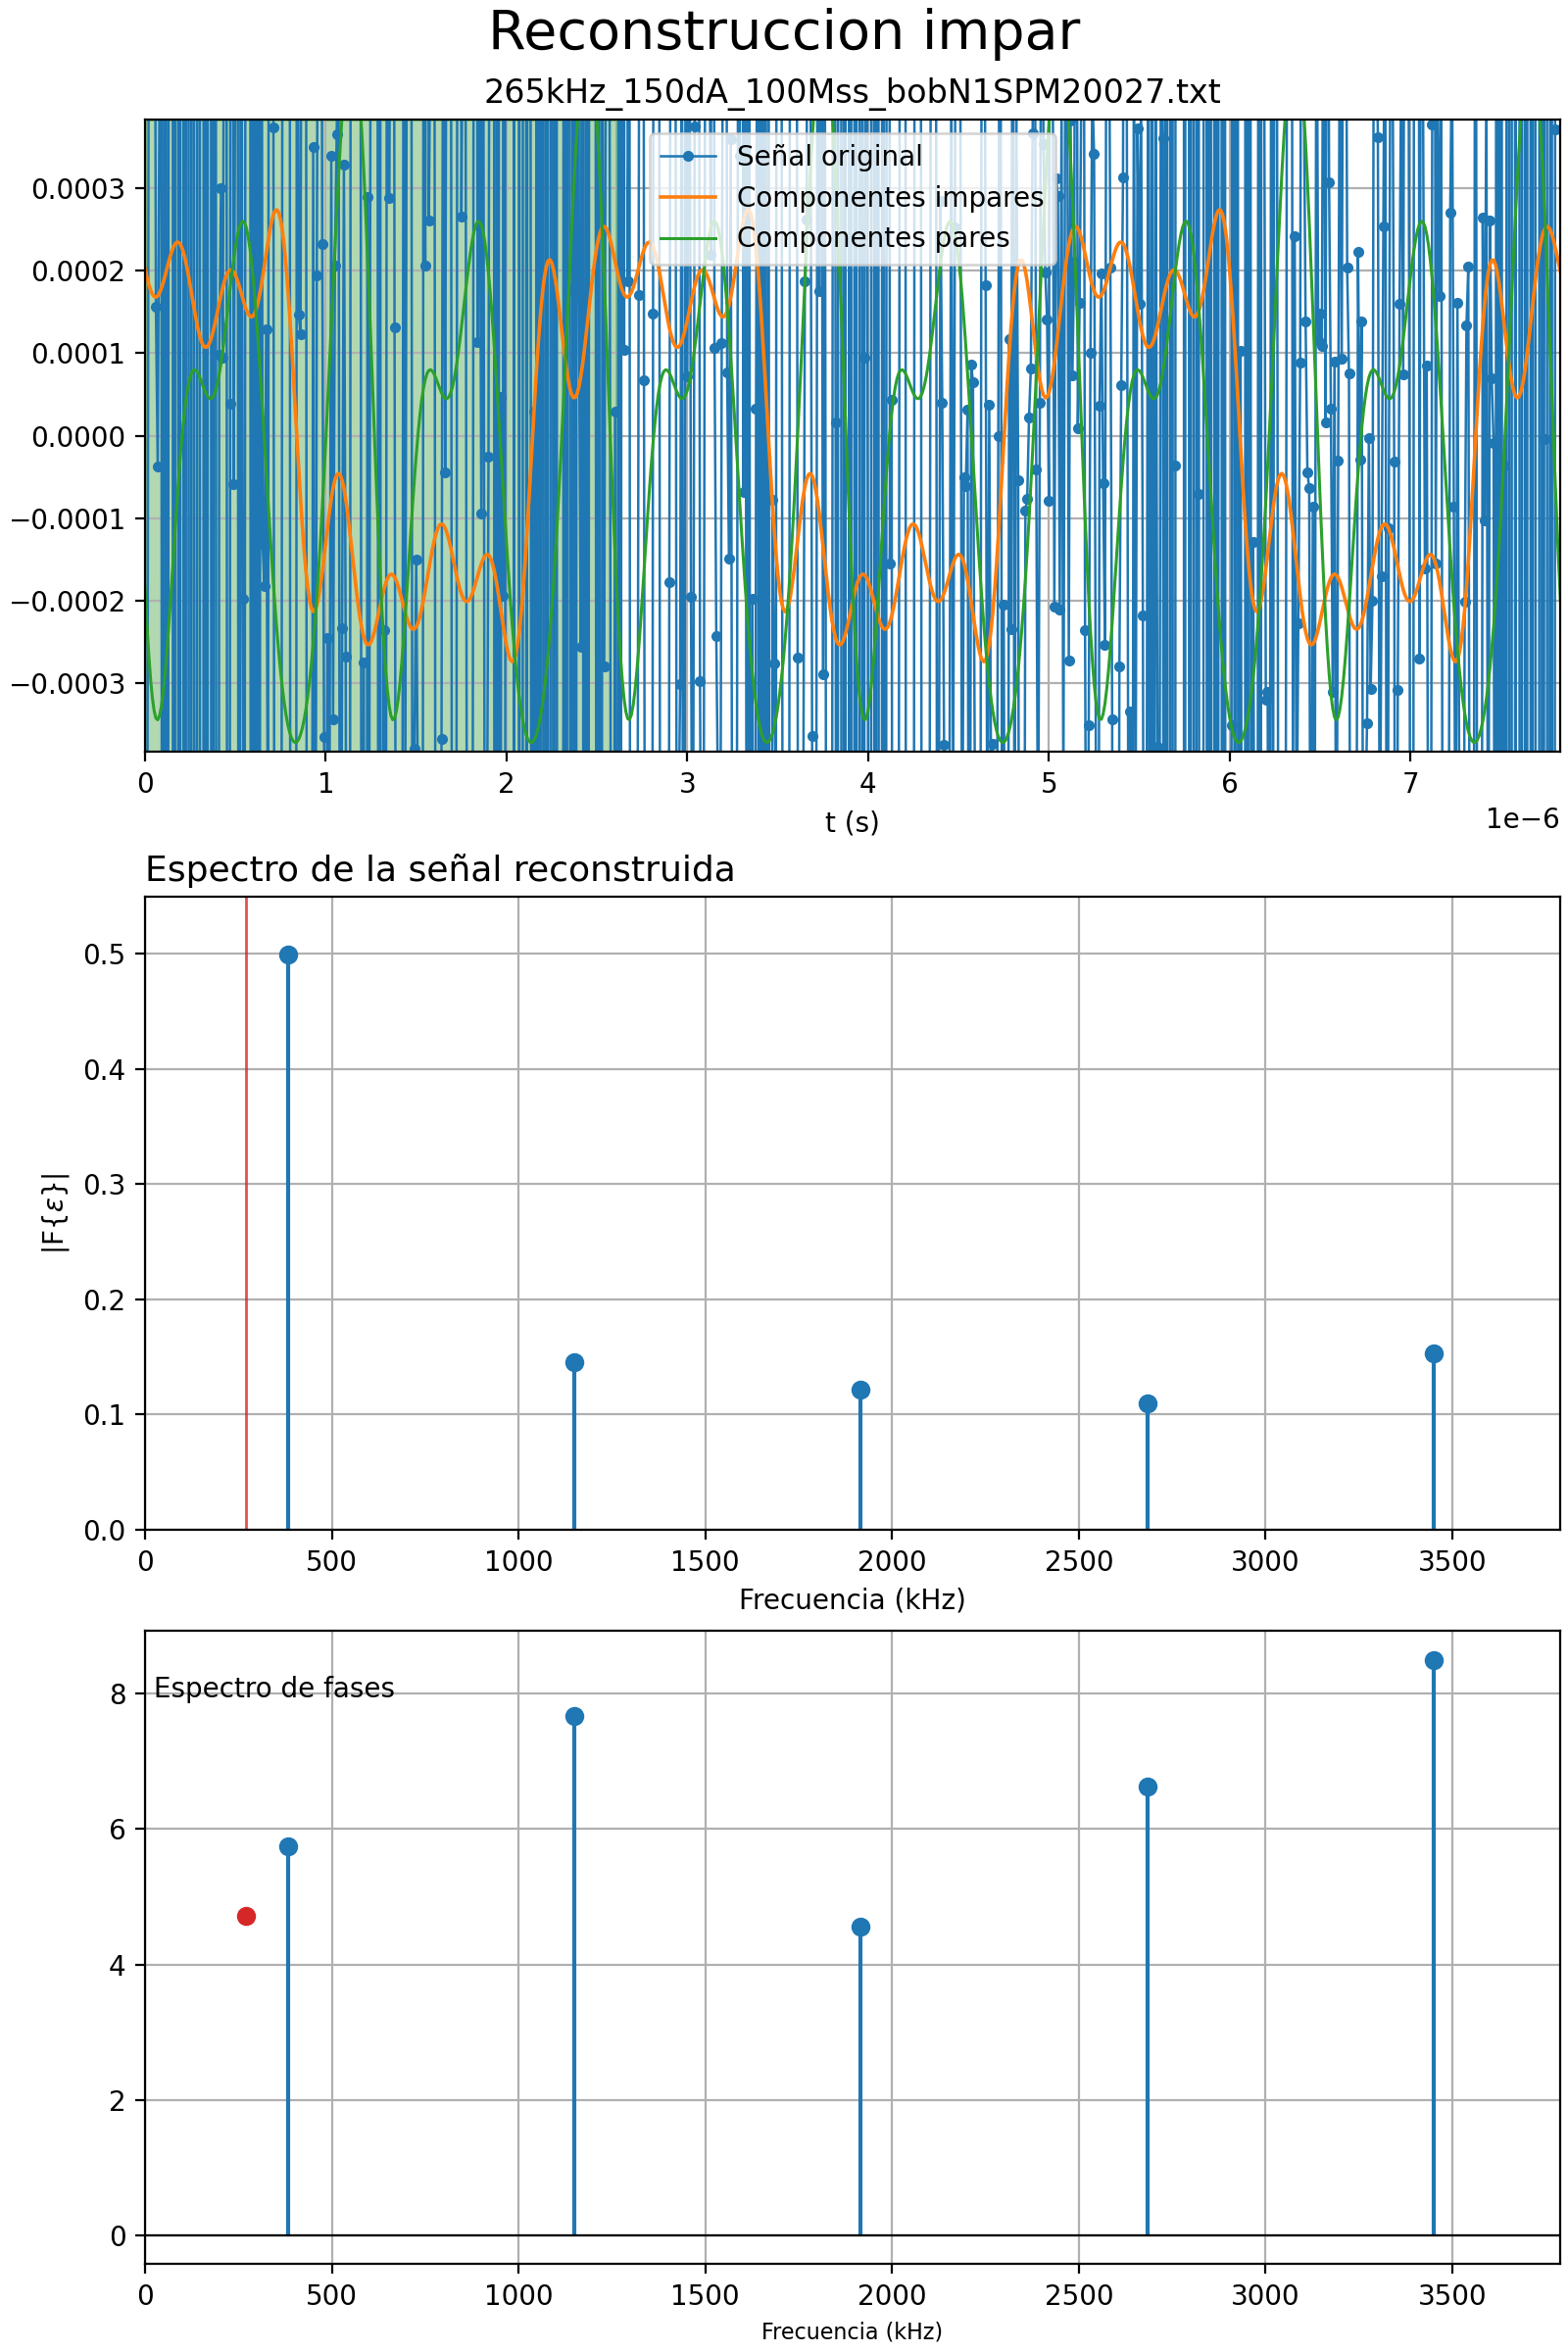 Reconstruccion impar
265kHz_150dA_100Mss_bobN1SPM20027.txt
Señal original
Componentes impares
Componentes pares
0.0003
0.0002
0.0001
0.0000
−0.0001
−0.0002
−0.0003
0 1 2 3 4 5 6 7
1e−6
t (s)
Espectro de la señal reconstruida
0.5
0.4
0.3
0.2
0.1
0.0
|F{ε}|
0 500 1000 1500 2000 2500 3000 3500
Frecuencia (kHz)
Espectro de fases
8
6
4
2
0
0 500 1000 1500 2000 2500 3000 3500
Frecuencia (kHz)